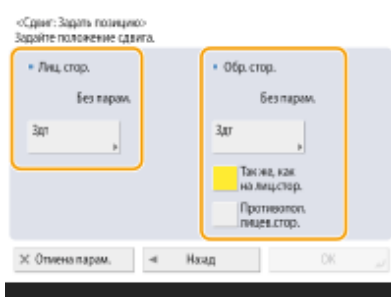 <Сдвиг: Задать позицию>
Задайте положение сдвига.
Лиц. стор.
Обр. стор.
Без парам.
Без парам.
Здт
Здт
Так же, как
на лиц.стор.
Противопол.
лицев.стор.
Отмена парам.
Назад
OK